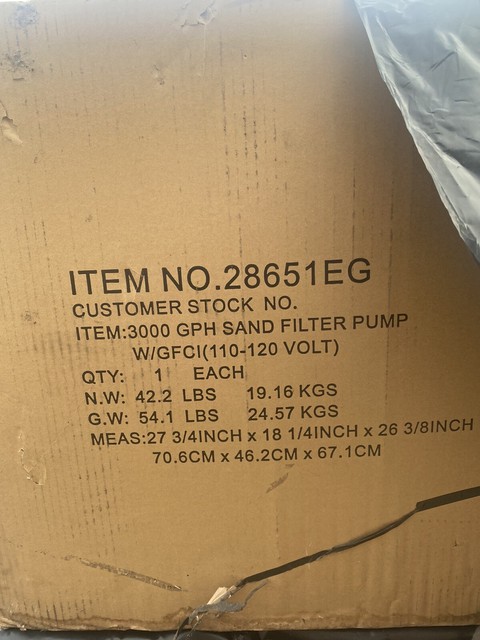 ITEM NO.28651EG
CUSTOMER STOCK NO.
ITEM:3000 GPH SAND FILTER PUMP
W/GFCI(110-120 VOLT)
QTY: 1 EACH
N.W: 42.2 LBS 19.16 KGS
G.W: 54.1 LBS 24.57 KGS
MEAS:27 3/4INCH x 18 1/4INCH x 26 3/8INCH
70.6CM x 46.2CM x 67.1CM